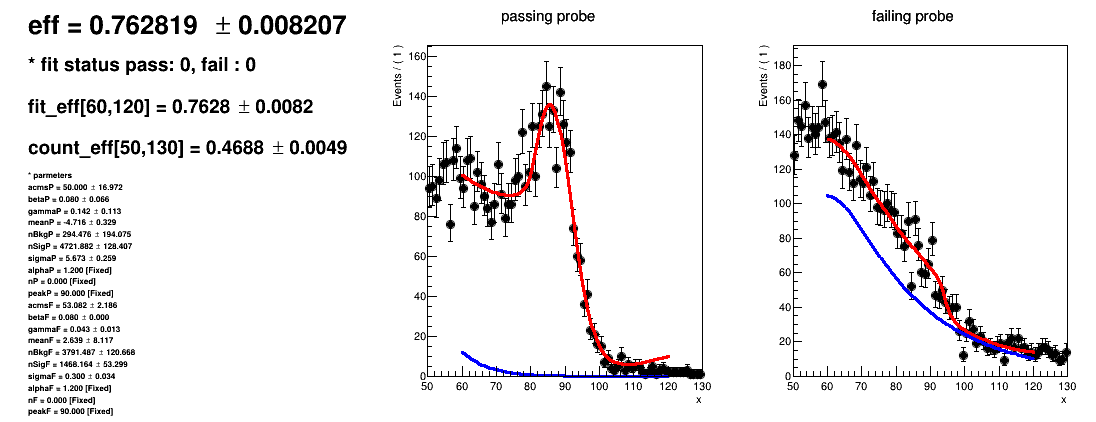 eff = 0.762819 ± 0.008207
* fit status pass: 0, fail : 0
fit_eff[60,120] = 0.7628 ± 0.0082
count_eff[50,130] = 0.4688 ± 0.0049
* parmeters
acmsP = 50.000 ± 16.972
betaP = 0.080 ± 0.066
gammaP = 0.142 ± 0.113
meanP = -4.716 ± 0.329
nBkgP = 294.476 ± 194.075
nSigP = 4721.882 ± 128.407
sigmaP = 5.673 ± 0.259
alphaP = 1.200 [Fixed]
nP = 0.000 [Fixed]
peakP = 90.000 [Fixed]
acmsF = 53.082 ± 2.186
betaF = 0.080 ± 0.000
gammaF = 0.043 ± 0.013
meanF = 2.639 ± 8.117
nBkgF = 3791.487 ± 120.668
nSigF = 1468.164 ± 53.299
sigmaF = 0.300 ± 0.034
alphaF = 1.200 [Fixed]
nF = 0.000 [Fixed]
peakF = 90.000 [Fixed]
passing probe
Events / ( 1 )
160
140
120
100
80
60
40
20
0
50 60 70 80 90 100 110 120 130
x
failing probe
Events / ( 1 )
180
160
140
120
100
80
60
40
20
0
50 60 70 80 90 100 110 120 130
x